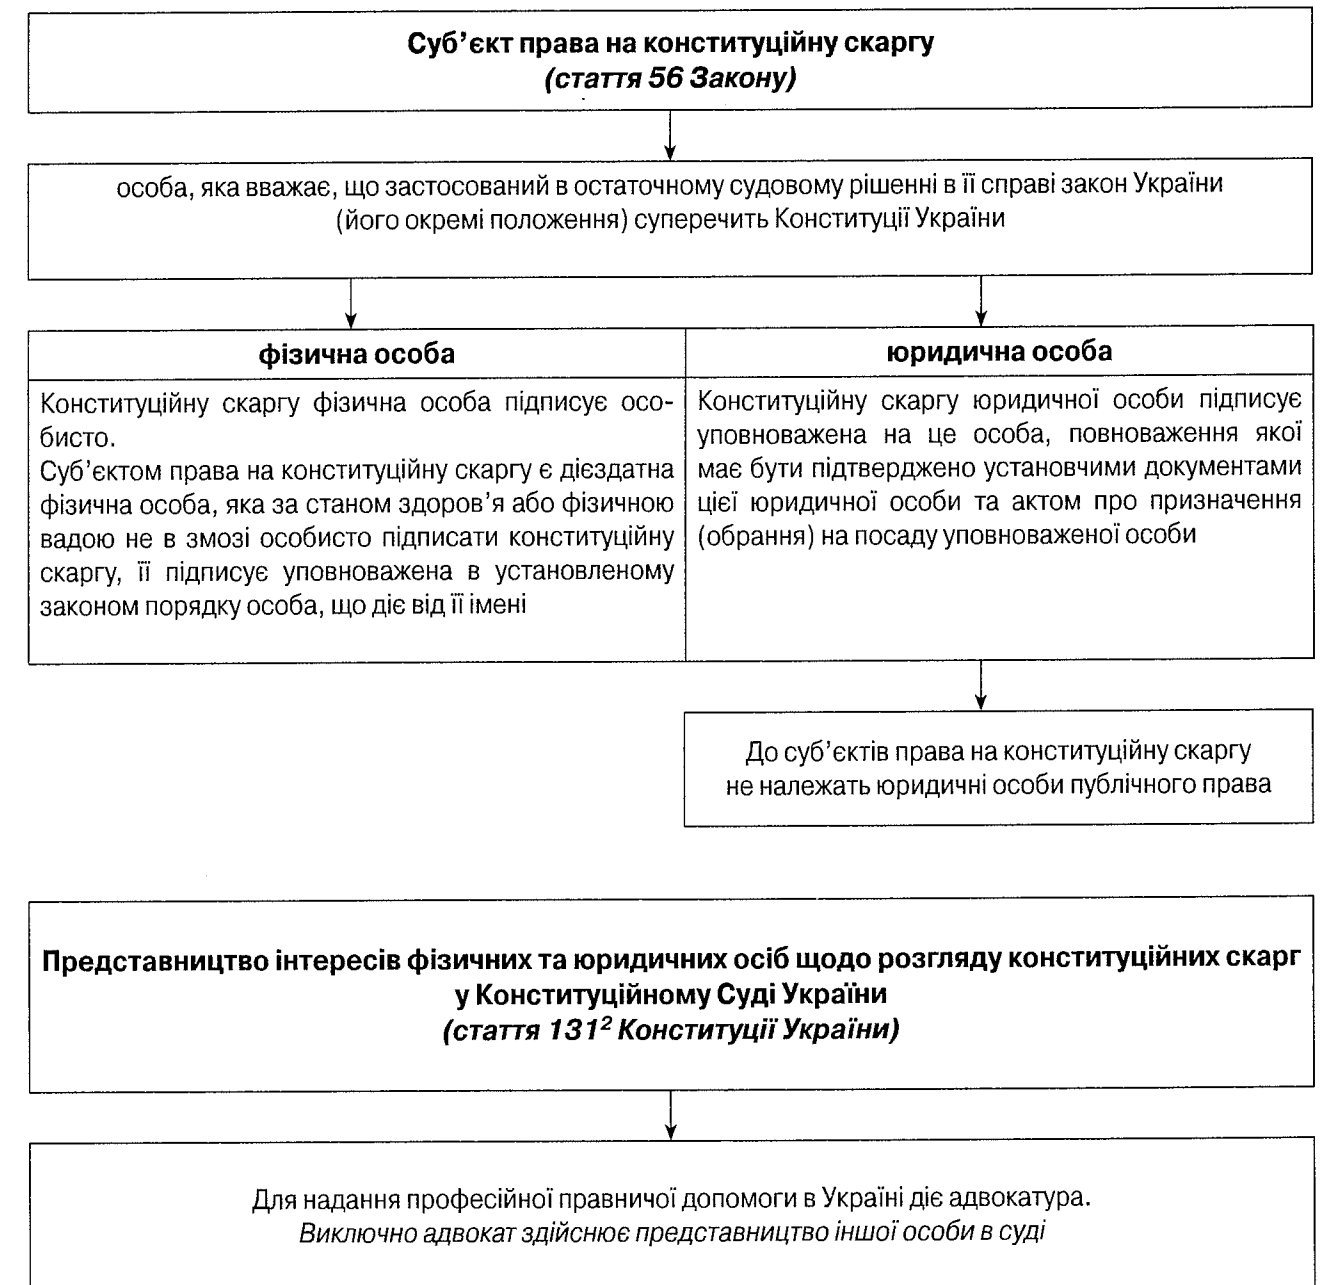 Суб’єкт права на конституційну скаргу
(стаття 56 Закону)
особа, яка вважає, що застосований в остаточному судовому рішенні в її справі закон України
(його окремі положення) суперечить Конституції України
фізична особа
Конституційну скаргу фізична особа підписує осо-
бисто.
Суб’єктом права на конституційну скаргу є дієздатна
фізична особа, яка за станом здоров’я або фізичною
вадою не в змозі особисто підписати конституційну
скаргу, її підписує уповноважена в установленому
законом порядку особа, що діє від її імені
юридична особа
Конституційну скаргу юридичної особи підписує
уповноважена на це особа, повноваження якої
має бути підтверджено установчими документами
цієї юридичної особи та актом про призначення
(обрання) на посаду уповноваженої особи
До суб’єктів права на конституційну скаргу
не належать юридичні особи публічного права
Представництво інтересів фізичних та юридичних осіб щодо розгляду конституційних скарг
у Конституційному Суді України
(стаття 131² Конституції України)
Для надання професійної правничої допомоги в Україні діє адвокатура.
Виключно адвокат здійснює представництво іншої особи в суді